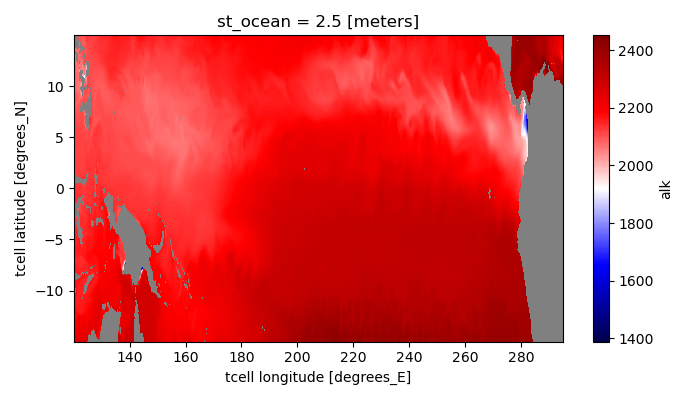 st_ocean = 2.5 [meters]
10
5
0
−5
−10
tcell latitude [degrees_N]
140 160 180 200 220 240 260 280
tcell longitude [degrees_E]
2400
2200
2000
1800
1600
1400
alk